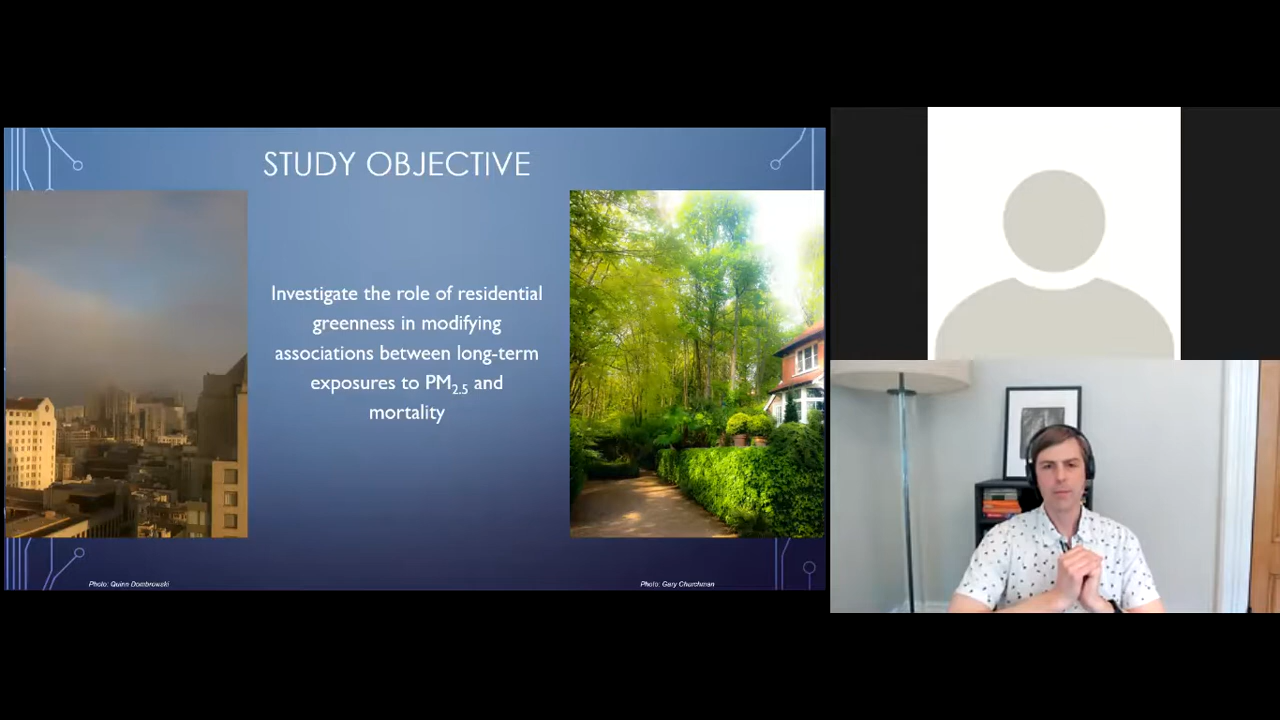 STUDY OBJECTIVE
Investigate the role of residential
greenness in modifying
associations between long-term
exposures to PM2.5 and
mortality
Photo: Quinn Dombrowski
Photo: Gary Churchman